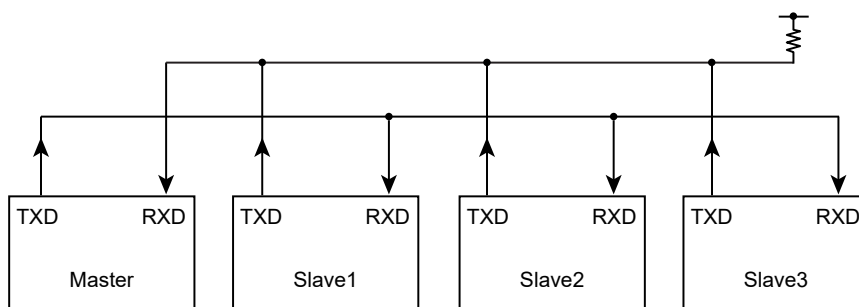 TXD RXD TXD RXD TXD RXD TXD RXD
Master Slave1 Slave2 Slave3